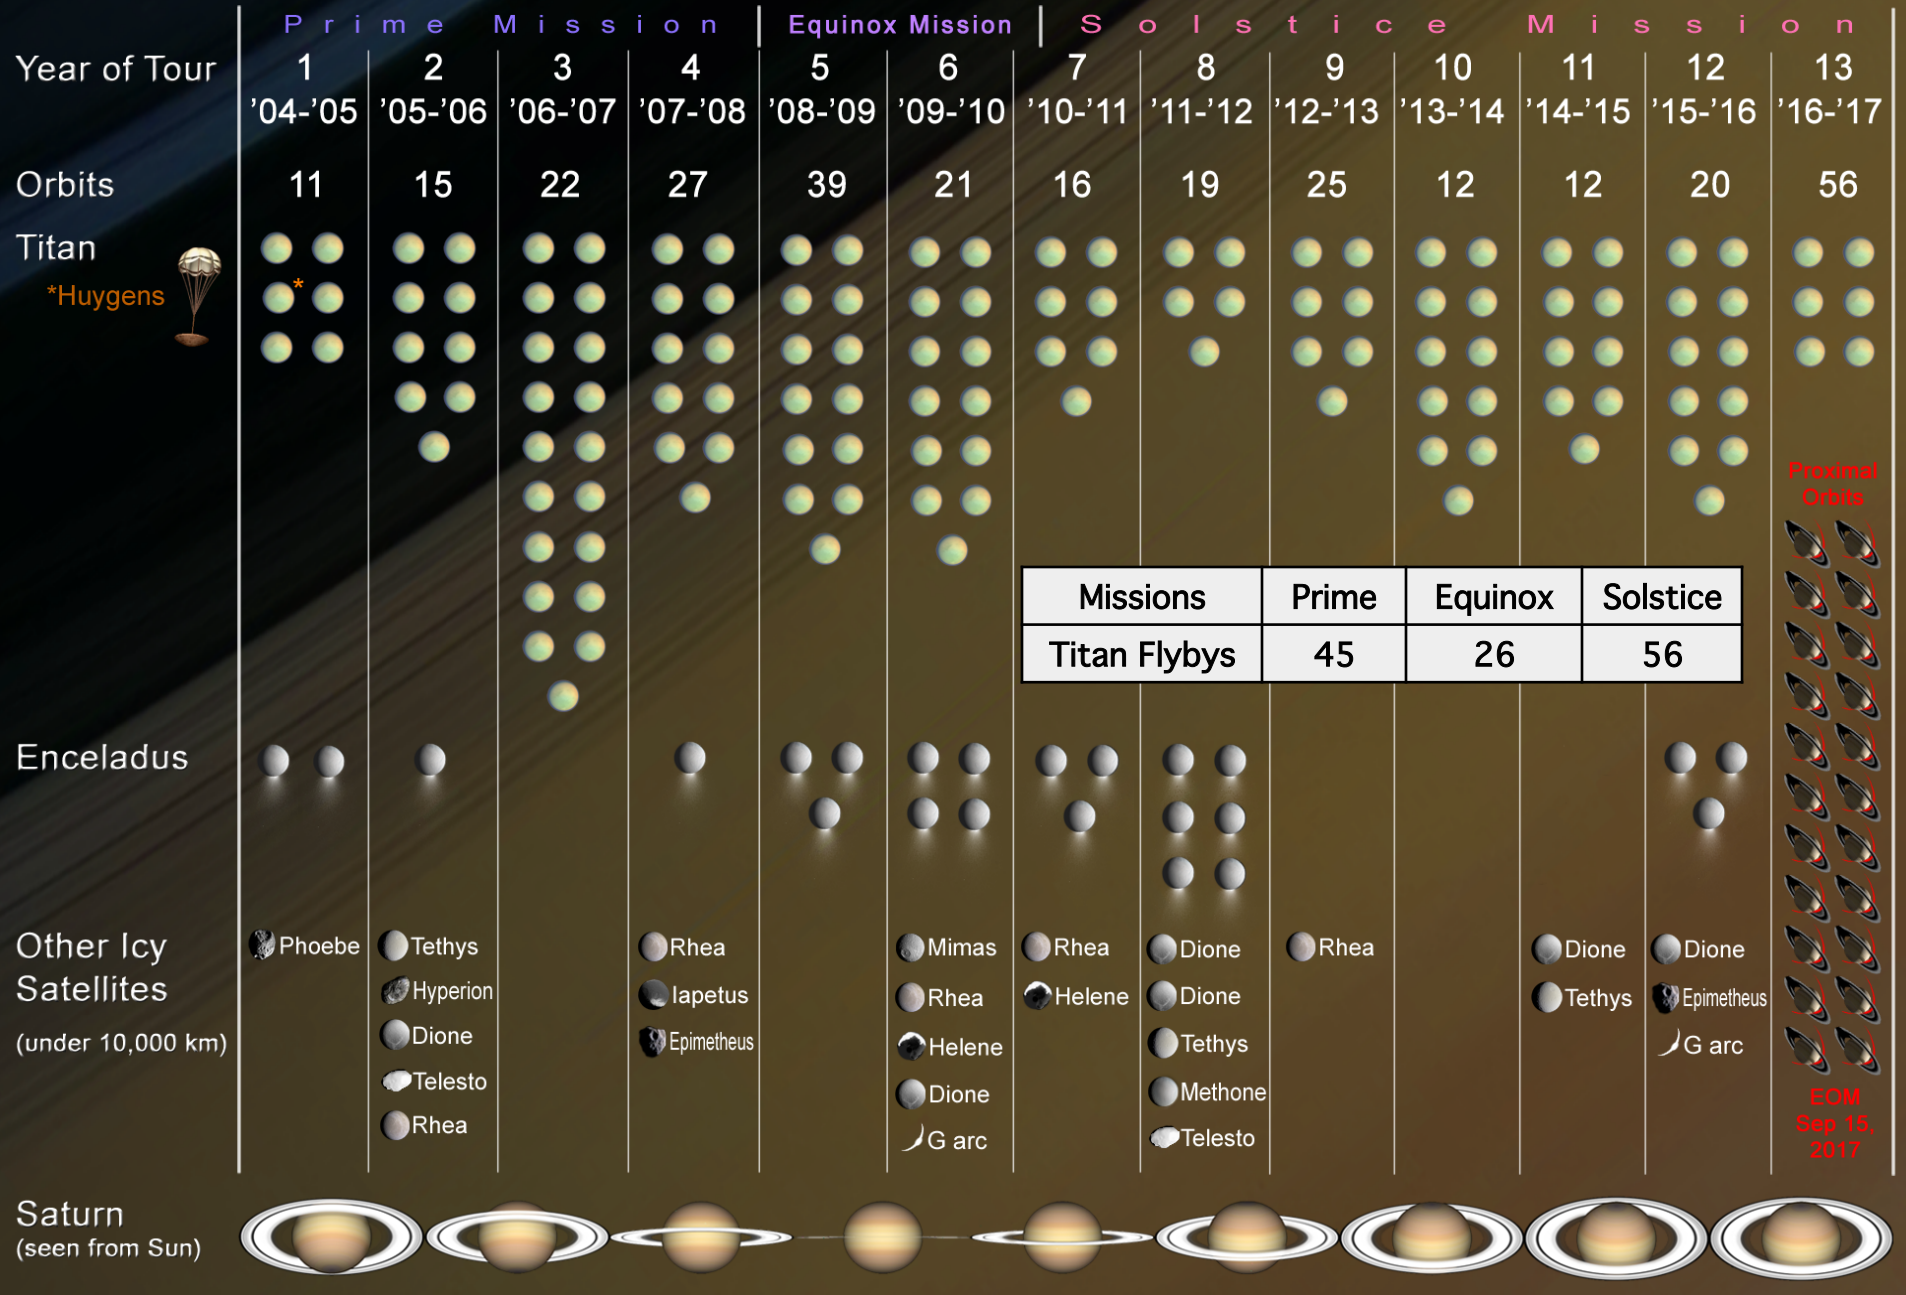 Prime Mission Equinox Mission Solstice Mission
Year of Tour 1 2 3 4 5 6 7 8 9 10 11 12 13
’04-’05 ’05-’06 ’06-’07 ’07-’08 ’08-’09 ’09-’10 ’10-’11 ’11-’12 ’12-’13 ’13-’14 ’14-’15 ’15-’16 ’16-’17
Orbits 11 15 22 27 39 21 16 19 25 12 12 20 56
Titan
*Huygens *
Proximal
Orbits
Missions Prime Equinox Solstice
Titan Flybys 45 26 56
Enceladus
Other Icy Phoebe Tethys Rhea Mimas Rhea Dione Rhea Dione Dione
Satellites Hyperion Iapetus Rhea Helene Dione Tethys Epimetheus
(under 10,000 km) Dione Epimetheus Helene Tethys G arc
Telesto Dione Methone
Rhea G arc Telesto
EOM
Sep 15,
2017
Saturn
(seen from Sun)